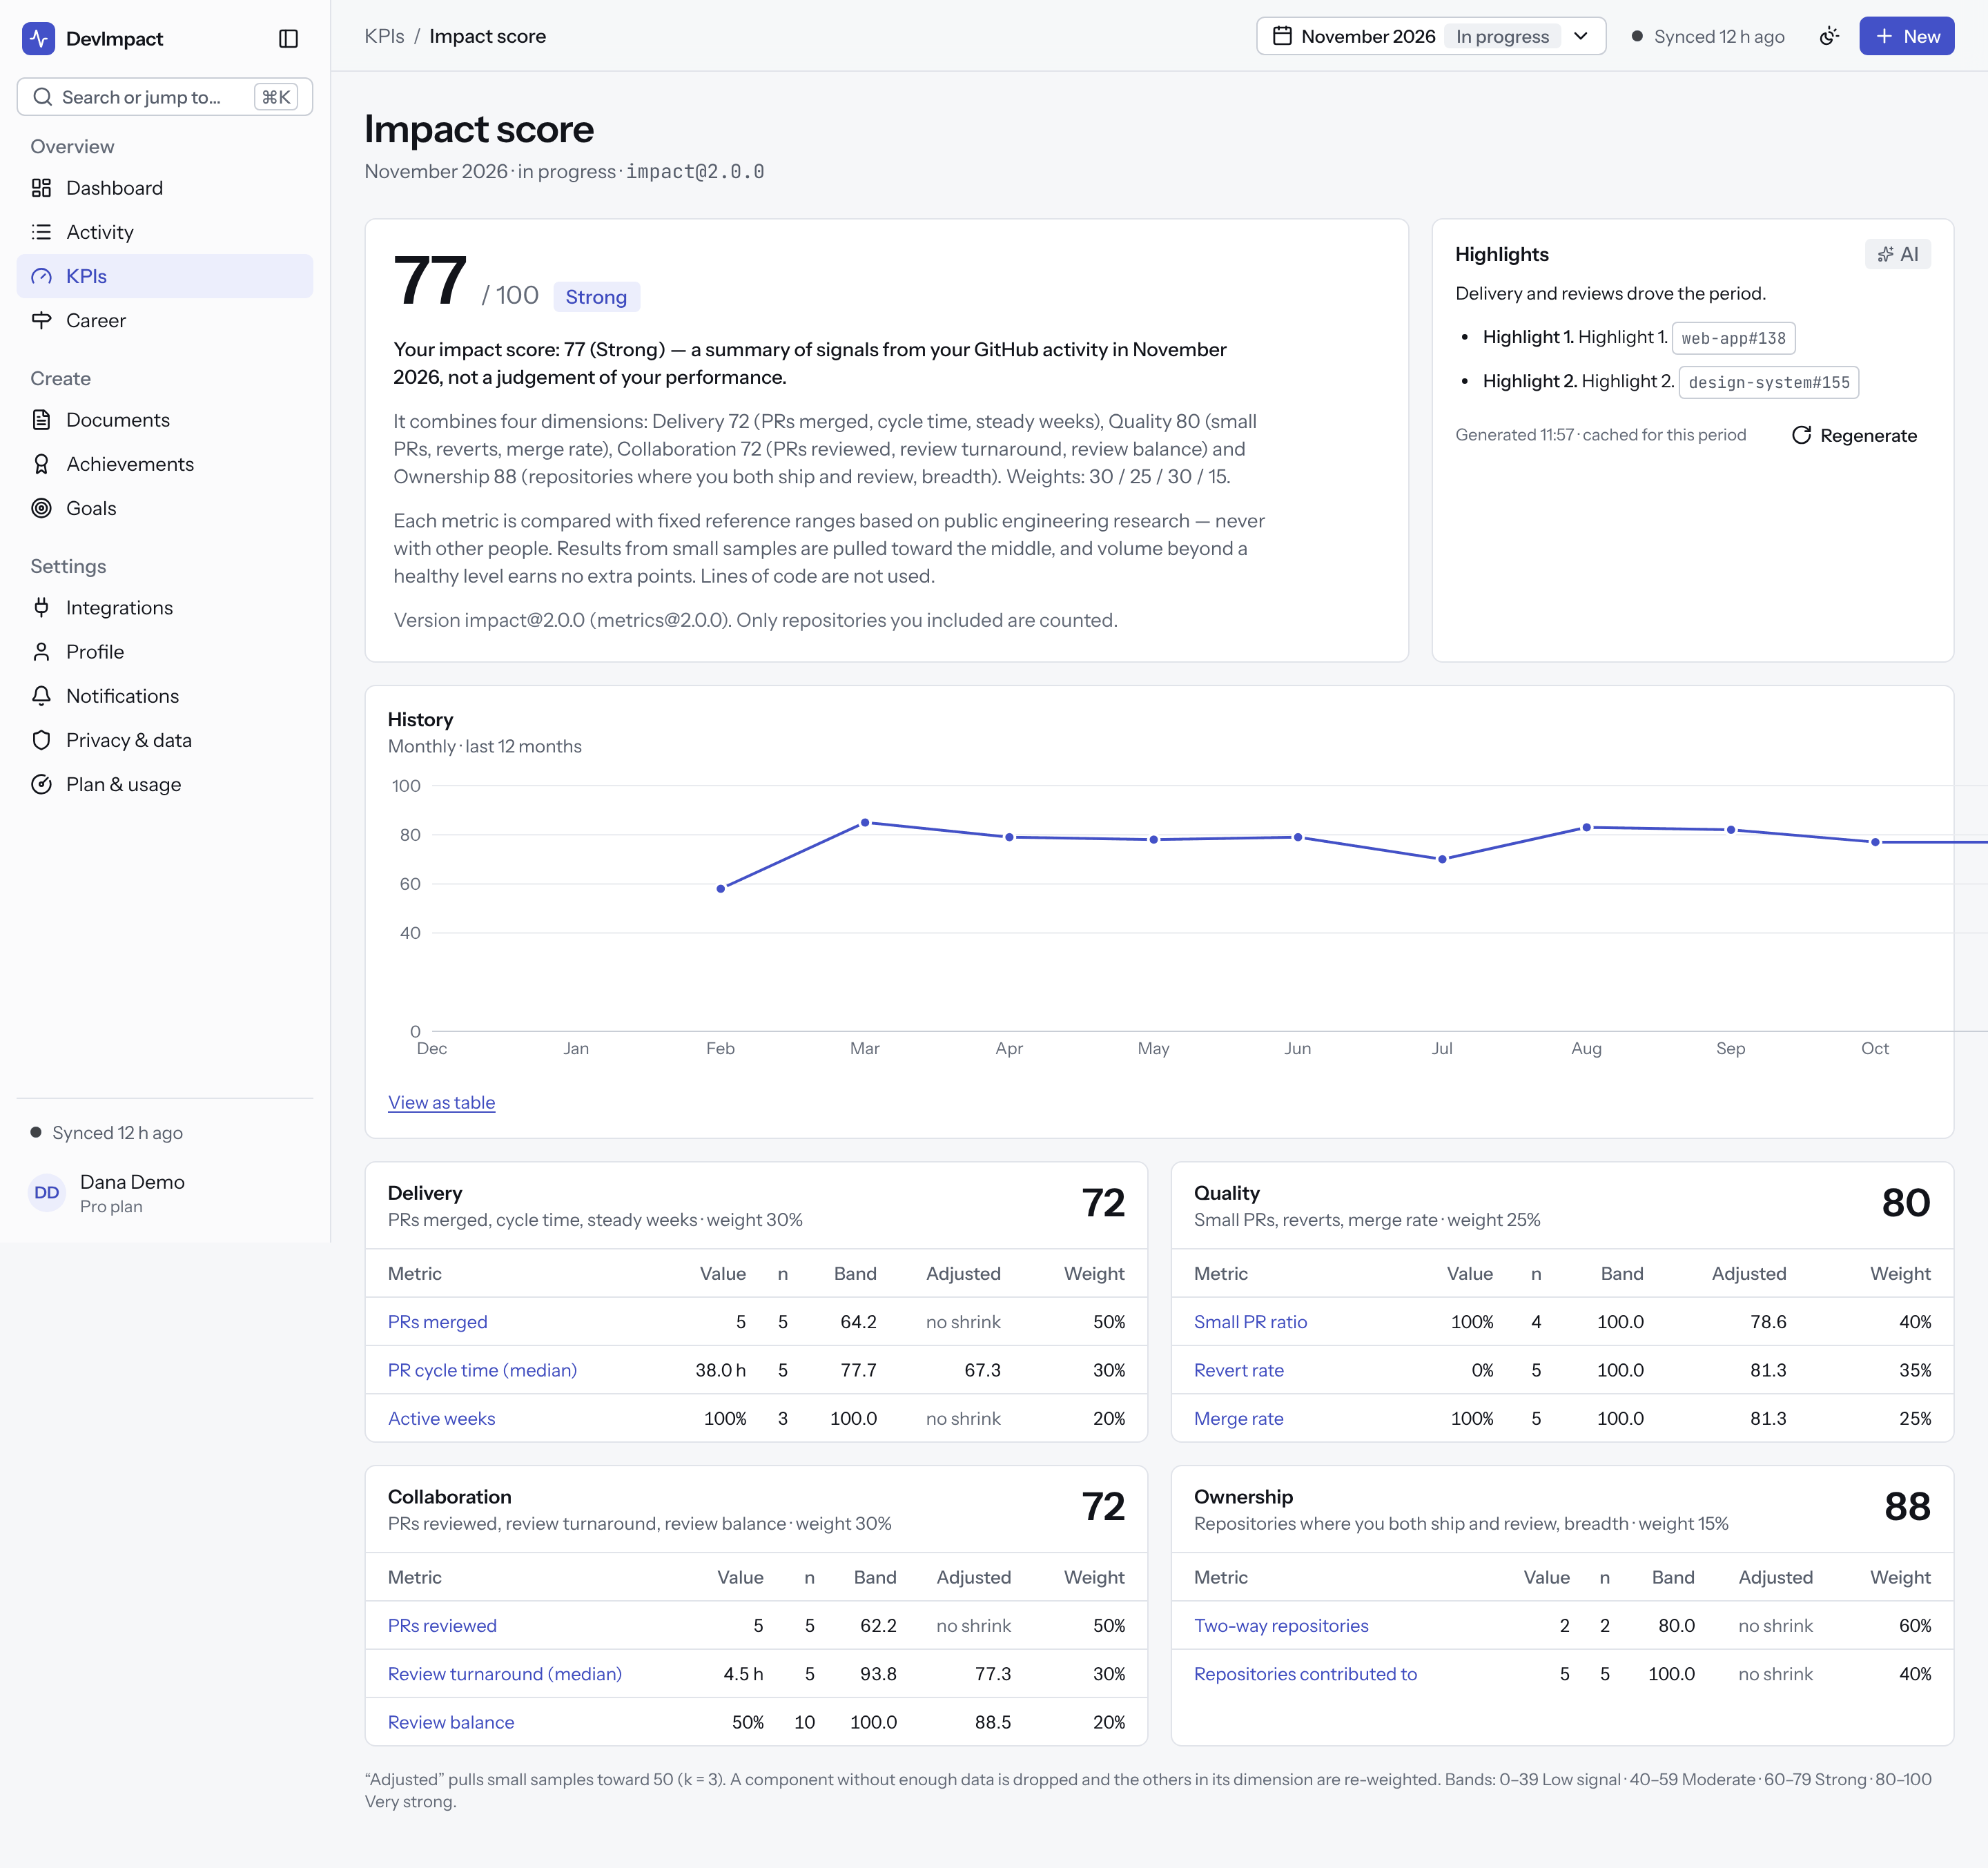 DevImpact
Search or jump to...
⌘K
Overview
Dashboard
Activity
KPIs
Career
Create
Documents
Achievements
Goals
Settings
Integrations
Profile
Notifications
Privacy & data
Plan & usage
Synced 12 h ago
DD
Dana Demo
Pro plan
KPIs / Impact score
November 2026 In progress
Synced 12 h ago
New
Impact score
November 2026 · in progress · impact@2.0.0
77 / 100 Strong
Your impact score: 77 (Strong) — a summary of signals from your GitHub activity in November
2026, not a judgement of your performance.
It combines four dimensions: Delivery 72 (PRs merged, cycle time, steady weeks), Quality 80 (small
PRs, reverts, merge rate), Collaboration 72 (PRs reviewed, review turnaround, review balance) and
Ownership 88 (repositories where you both ship and review, breadth). Weights: 30 / 25 / 30 / 15.
Each metric is compared with fixed reference ranges based on public engineering research — never
with other people. Results from small samples are pulled toward the middle, and volume beyond a
healthy level earns no extra points. Lines of code are not used.
Version impact@2.0.0 (metrics@2.0.0). Only repositories you included are counted.
Highlights
AI
Delivery and reviews drove the period.
• Highlight 1. Highlight 1. web-app#138
• Highlight 2. Highlight 2. design-system#155
Generated 11:57 · cached for this period
Regenerate
History
Monthly · last 12 months
100
80
60
40
0
Dec Jan Feb Mar Apr May Jun Jul Aug Sep Oct
View as table
Delivery
72
PRs merged, cycle time, steady weeks · weight 30%
Metric Value n Band Adjusted Weight
PRs merged 5 5 64.2 no shrink 50%
PR cycle time (median) 38.0 h 5 77.7 67.3 30%
Active weeks 100% 3 100.0 no shrink 20%
Quality
80
Small PRs, reverts, merge rate · weight 25%
Metric Value n Band Adjusted Weight
Small PR ratio 100% 4 100.0 78.6 40%
Revert rate 0% 5 100.0 81.3 35%
Merge rate 100% 5 100.0 81.3 25%
Collaboration
72
PRs reviewed, review turnaround, review balance · weight 30%
Metric Value n Band Adjusted Weight
PRs reviewed 5 5 62.2 no shrink 50%
Review turnaround (median) 4.5 h 5 93.8 77.3 30%
Review balance 50% 10 100.0 88.5 20%
Ownership
88
Repositories where you both ship and review, breadth · weight 15%
Metric Value n Band Adjusted Weight
Two-way repositories 2 2 80.0 no shrink 60%
Repositories contributed to 5 5 100.0 no shrink 40%
“Adjusted” pulls small samples toward 50 (k = 3). A component without enough data is dropped and the others in its dimension are re-weighted. Bands: 0–39 Low signal · 40–59 Moderate · 60–79 Strong · 80–100
Very strong.